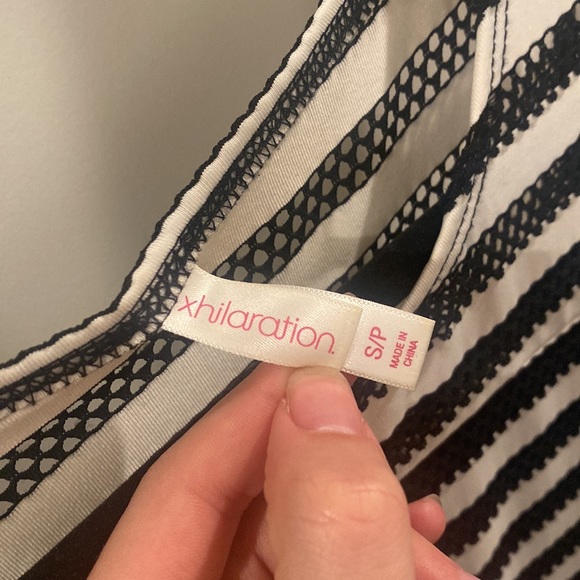 xhilaration.
S/P
MADE IN
CHINA